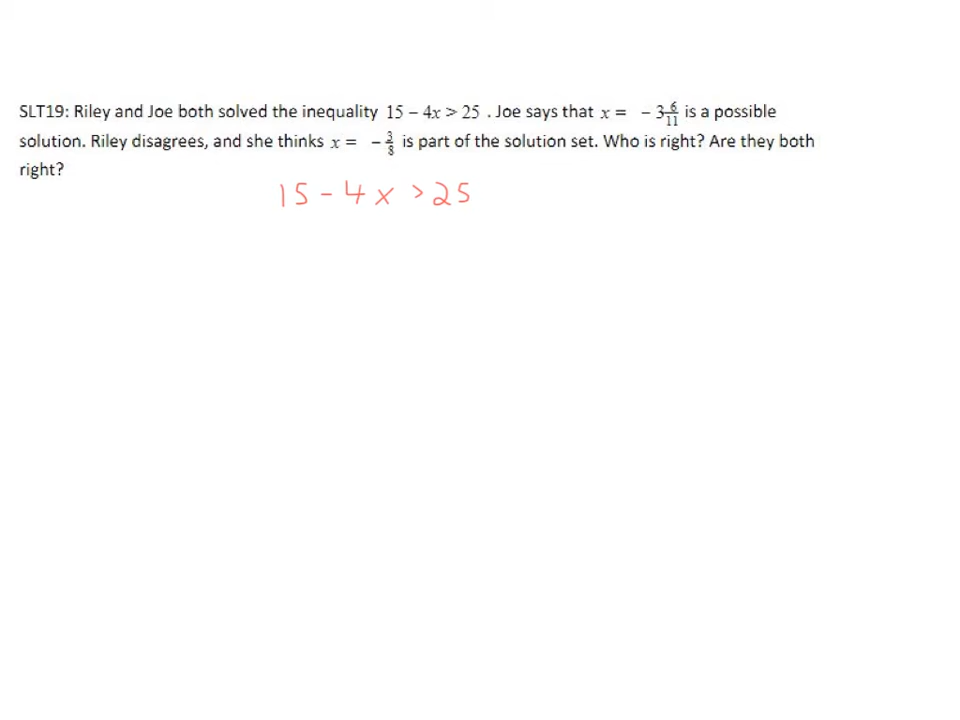 SLT19: Riley and Joe both solved the inequality 15 − 4x > 25 . Joe says that x = − 3 6/11 is a possible
solution. Riley disagrees, and she thinks x = − 3/8 is part of the solution set. Who is right? Are they both
right?
15 − 4x > 25